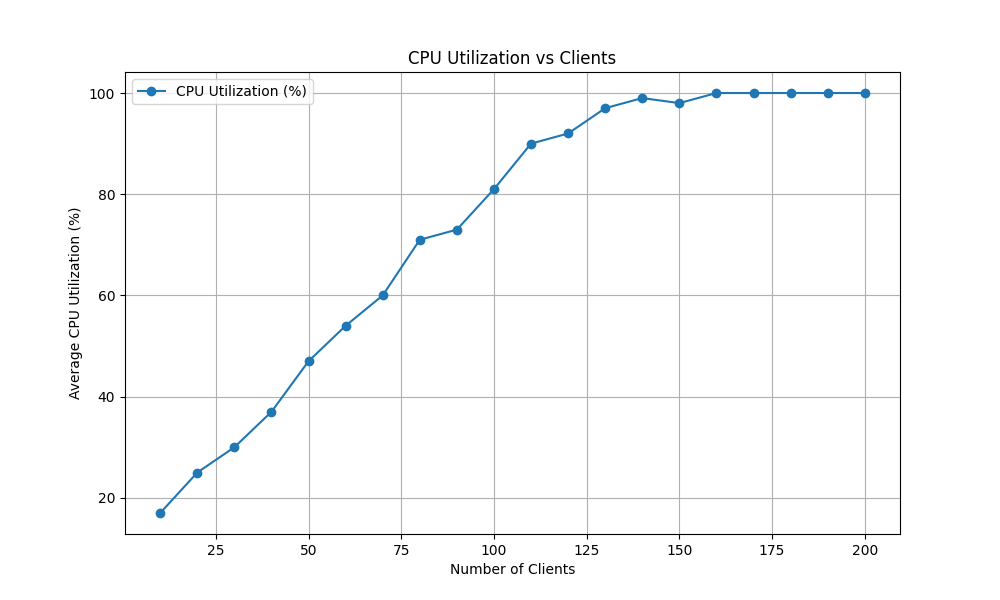 CPU Utilization vs Clients
CPU Utilization (%)
Average CPU Utilization (%)
100
80
60
40
20
25 50 75 100 125 150 175 200
Number of Clients